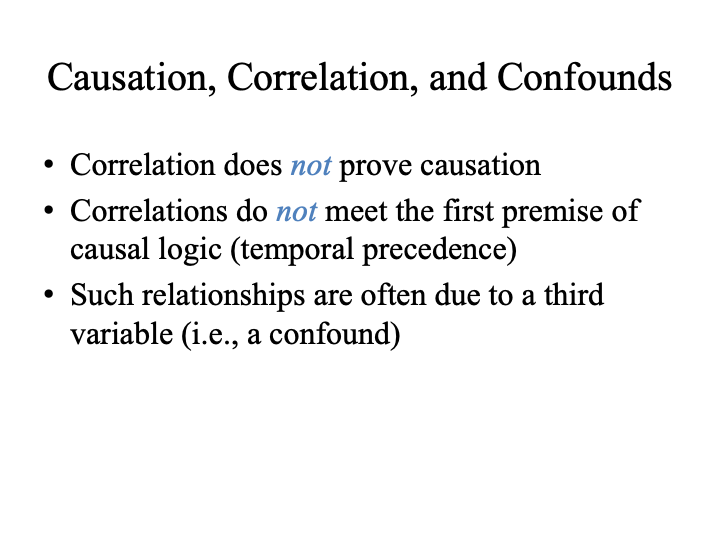 Causation, Correlation, and Confounds
• Correlation does not prove causation
• Correlations do not meet the first premise of
causal logic (temporal precedence)
• Such relationships are often due to a third
variable (i.e., a confound)